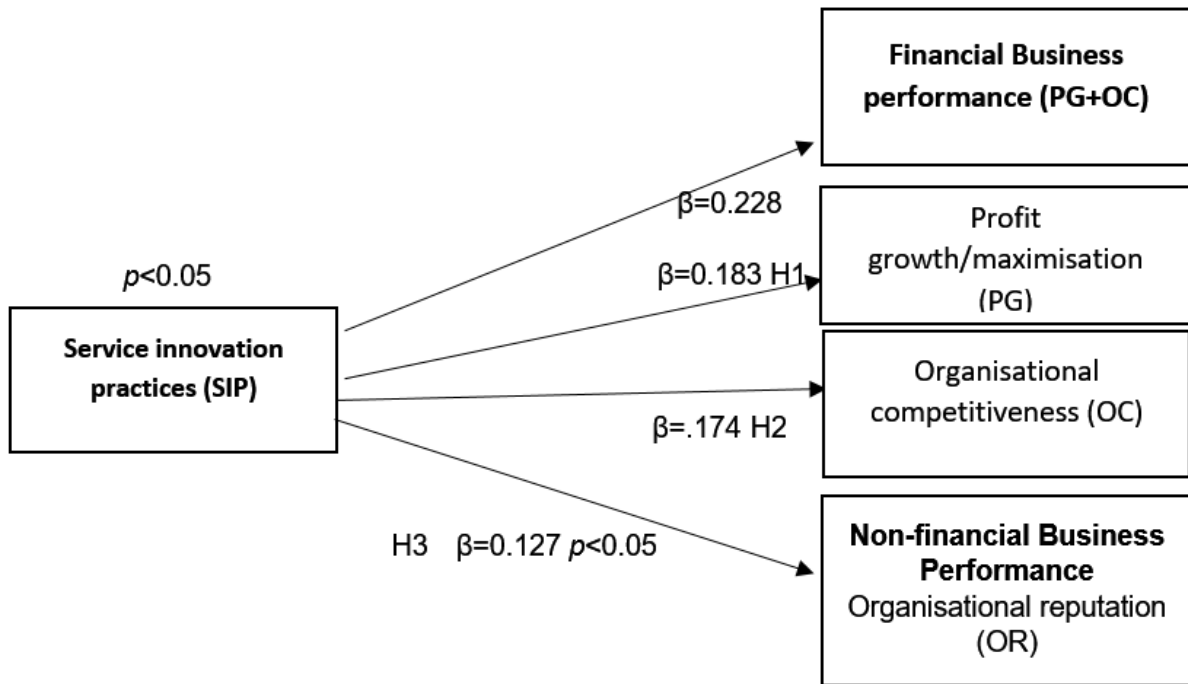 Financial Business
performance (PG+OC)
β=0.228
Profit
growth/maximisation
(PG)
β=0.183 H1
p<0.05
Service innovation
practices (SIP)
Organisational
competitiveness (OC)
β=.174 H2
H3 β=0.127 p<0.05
Non-financial Business
Performance
Organisational reputation
(OR)